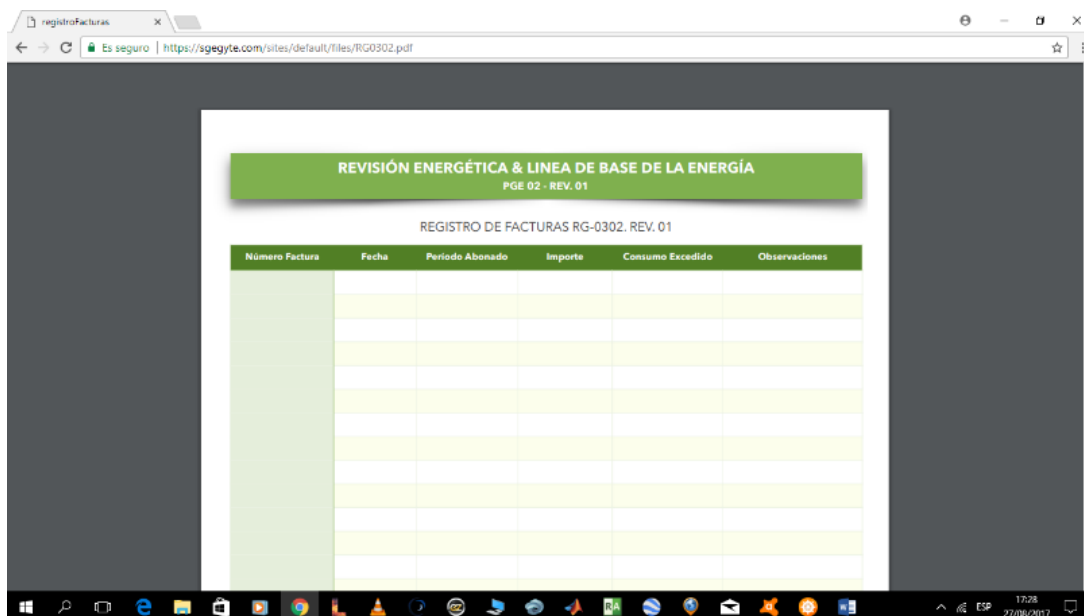 registroFacturas
Es seguro | https://sgegyte.com/sites/default/files/RG0302.pdf
REVISIÓN ENERGÉTICA & LINEA DE BASE DE LA ENERGÍA
PGE 02 - REV. 01
REGISTRO DE FACTURAS RG-0302. REV. 01
Número Factura Fecha Periodo Abonado Importe Consumo Excedido Observaciones
ESP
17:28
27/08/2017